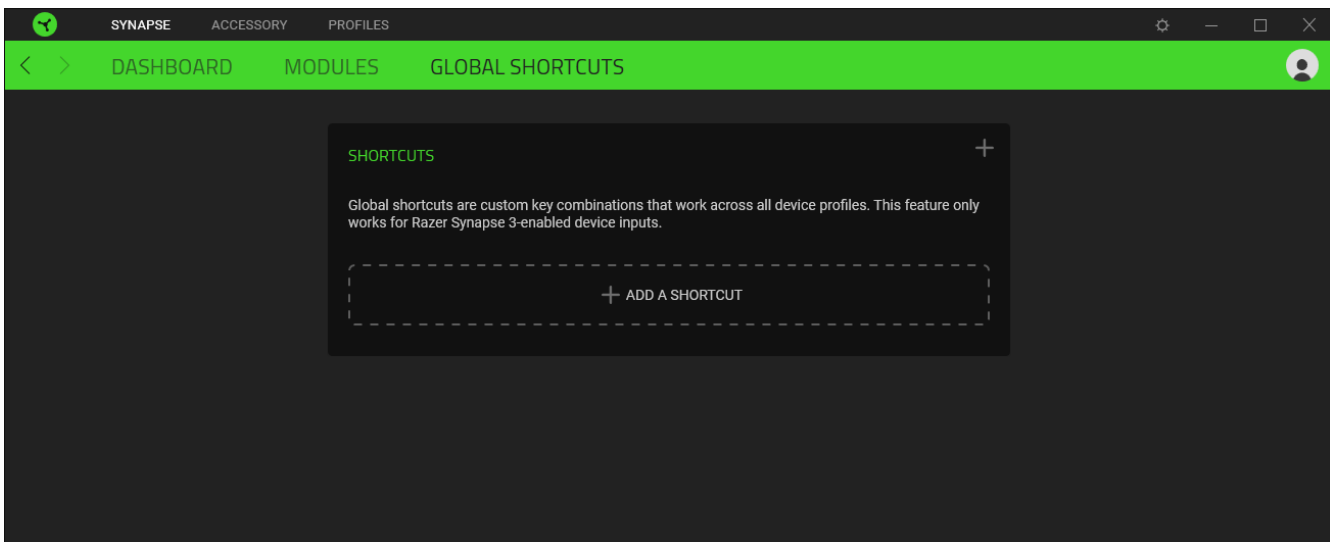 SYNAPSE ACCESSORY PROFILES
DASHBOARD MODULES GLOBAL SHORTCUTS
SHORTCUTS
Global shortcuts are custom key combinations that work across all device profiles. This feature only
works for Razer Synapse 3-enabled device inputs.
ADD A SHORTCUT